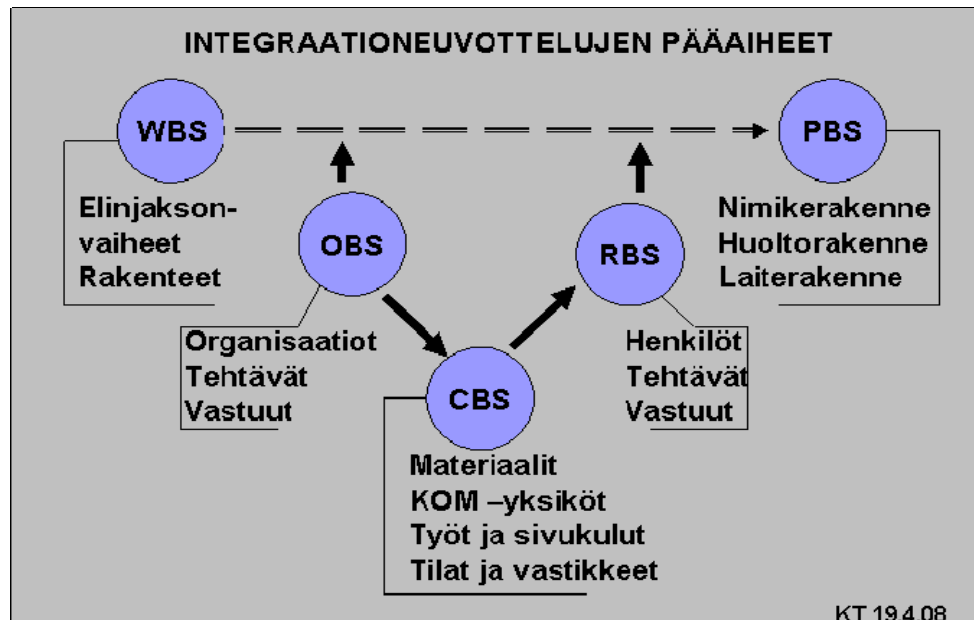 INTEGRAATIONEUVOTTELUJEN PÄÄAIHEET
WBS
PBS
Elinjakson-
vaiheet
Rakenteet
OBS
RBS
Nimikerakenne
Huoltorakenne
Laiterakenne
Organisaatiot
Tehtävät
Vastuut
CBS
Henkilöt
Tehtävät
Vastuut
Materiaalit
KOM –yksiköt
Työt ja sivukulut
Tilat ja vastikkeet
KT 19.4.08